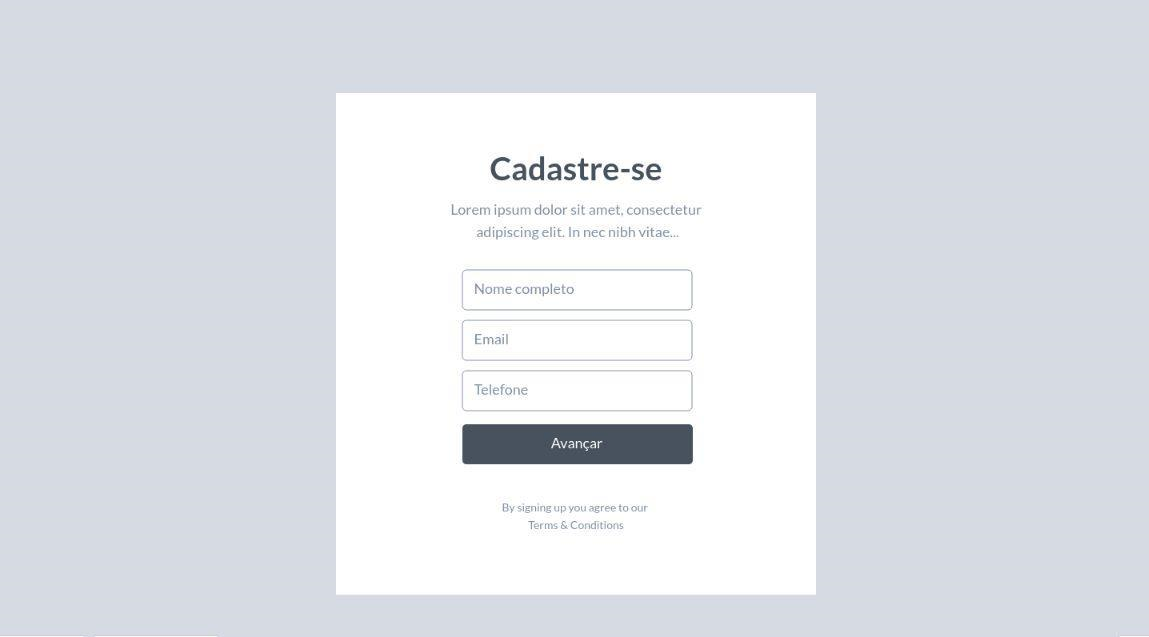 Cadastre-se
Lorem ipsum dolor sit amet, consectetur
adipiscing elit. In nec nibh vitae...
Nome completo
Email
Telefone
Avançar
By signing up you agree to our
Terms & Conditions